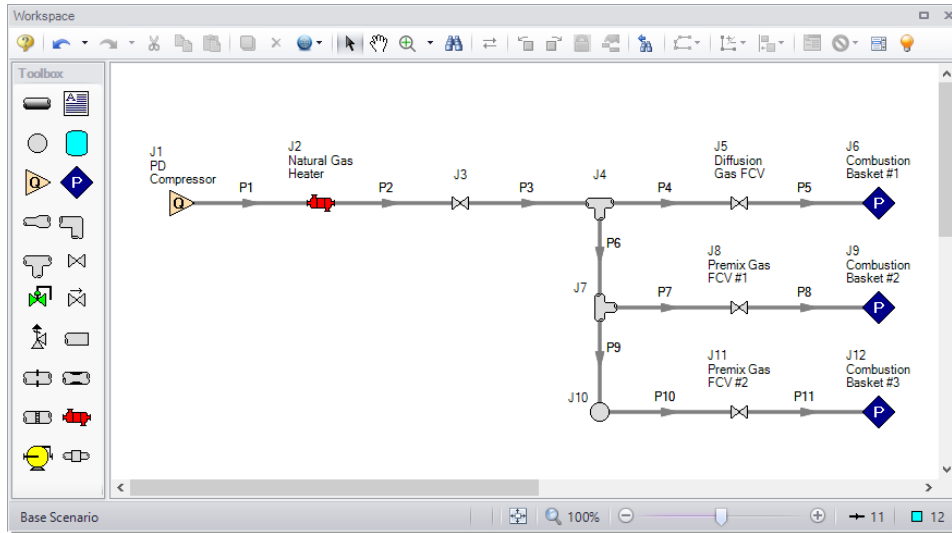 Workspace
Toolbox
A
Q
P
J1
PD
Compressor
P1
Q
J2
Natural Gas
Heater
P2
J3
P3
J4
P4
J5
Diffusion
Gas FCV
P5
J6
Combustion
Basket #1
P
P6
J7
P7
J8
Premix Gas
FCV #1
P8
J9
Combustion
Basket #2
P
P9
J10
P10
J11
Premix Gas
FCV #2
P11
J12
Combustion
Basket #3
P
Base Scenario
100%
11
12